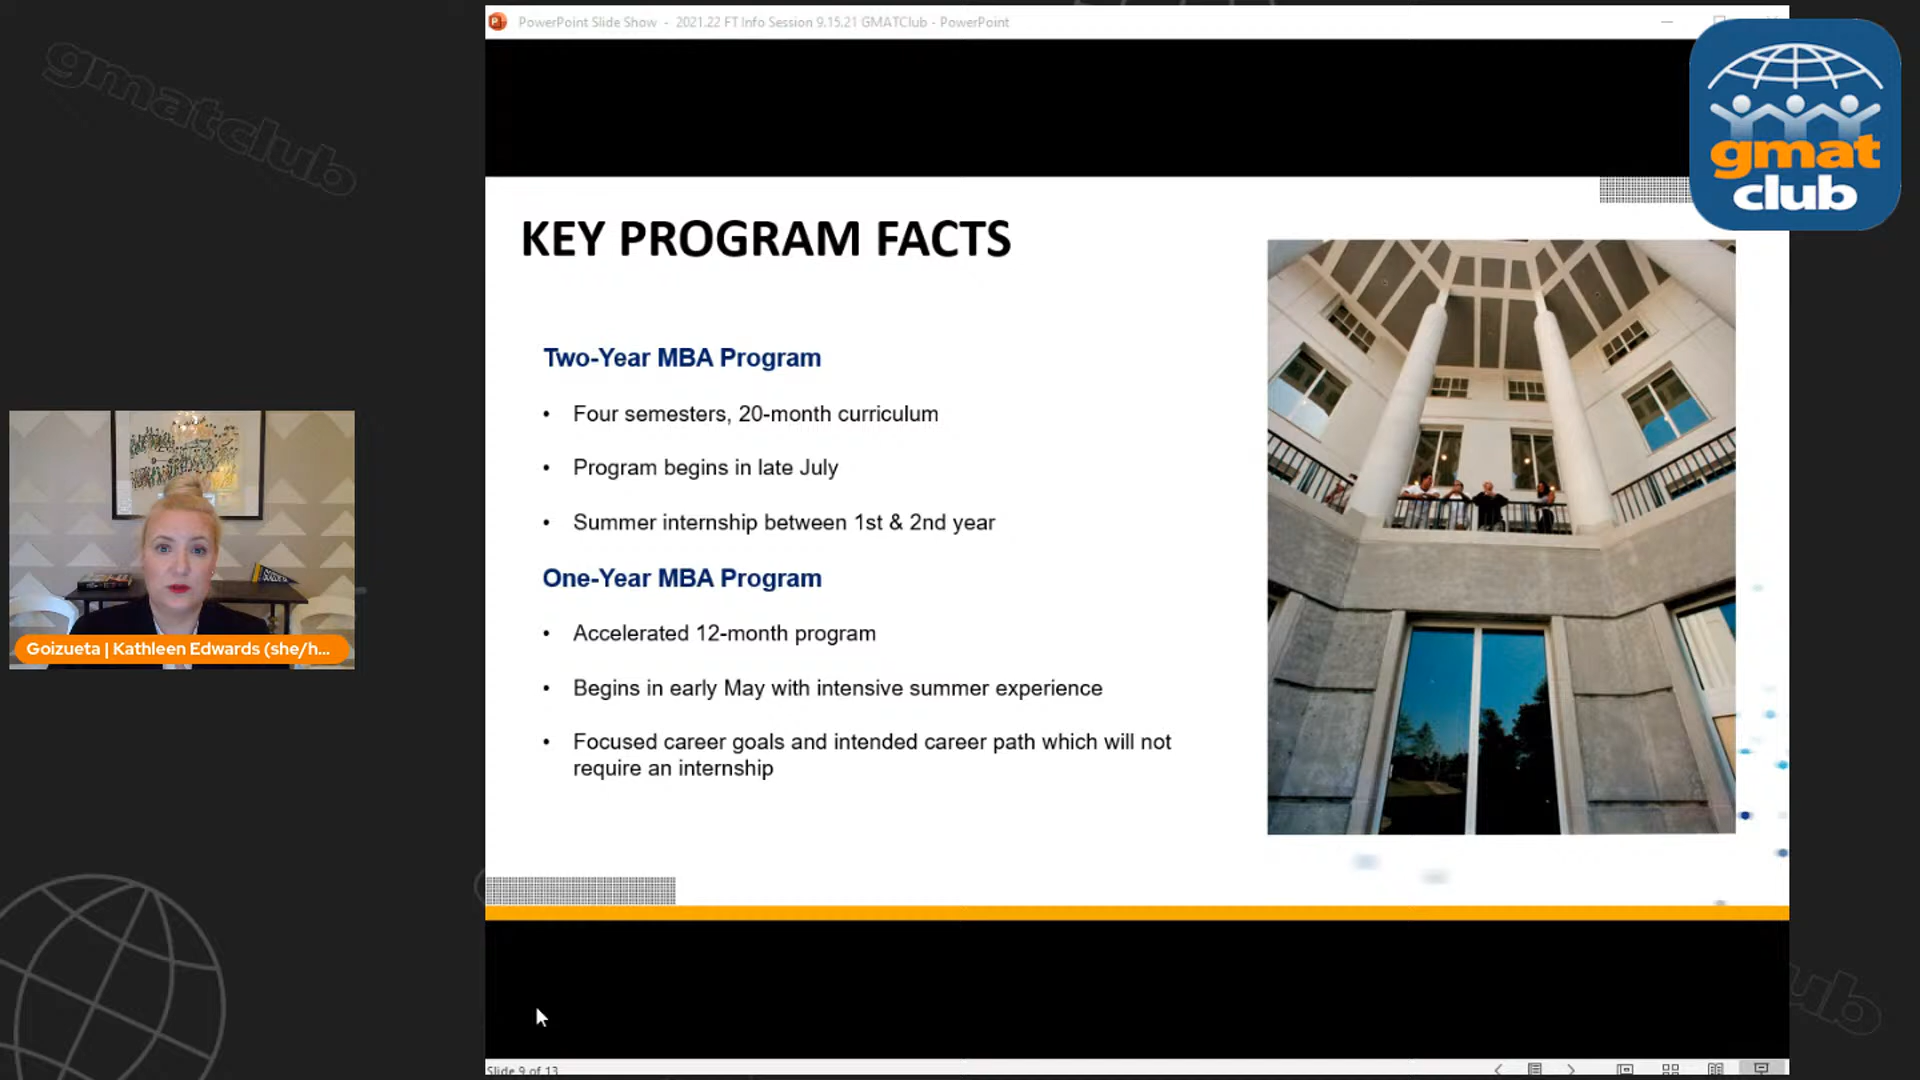 PowerPoint Slide Show - 2021.22 FT Info Session 9.15.21 GMATClub - PowerPoint
gmatclub
gmat
club
KEY PROGRAM FACTS
Two-Year MBA Program
• Four semesters, 20-month curriculum
• Program begins in late July
• Summer internship between 1st & 2nd year
One-Year MBA Program
• Accelerated 12-month program
• Begins in early May with intensive summer experience
• Focused career goals and intended career path which will not
require an internship
Goizueta | Kathleen Edwards (she/h...
ub
Slide 9 of 13